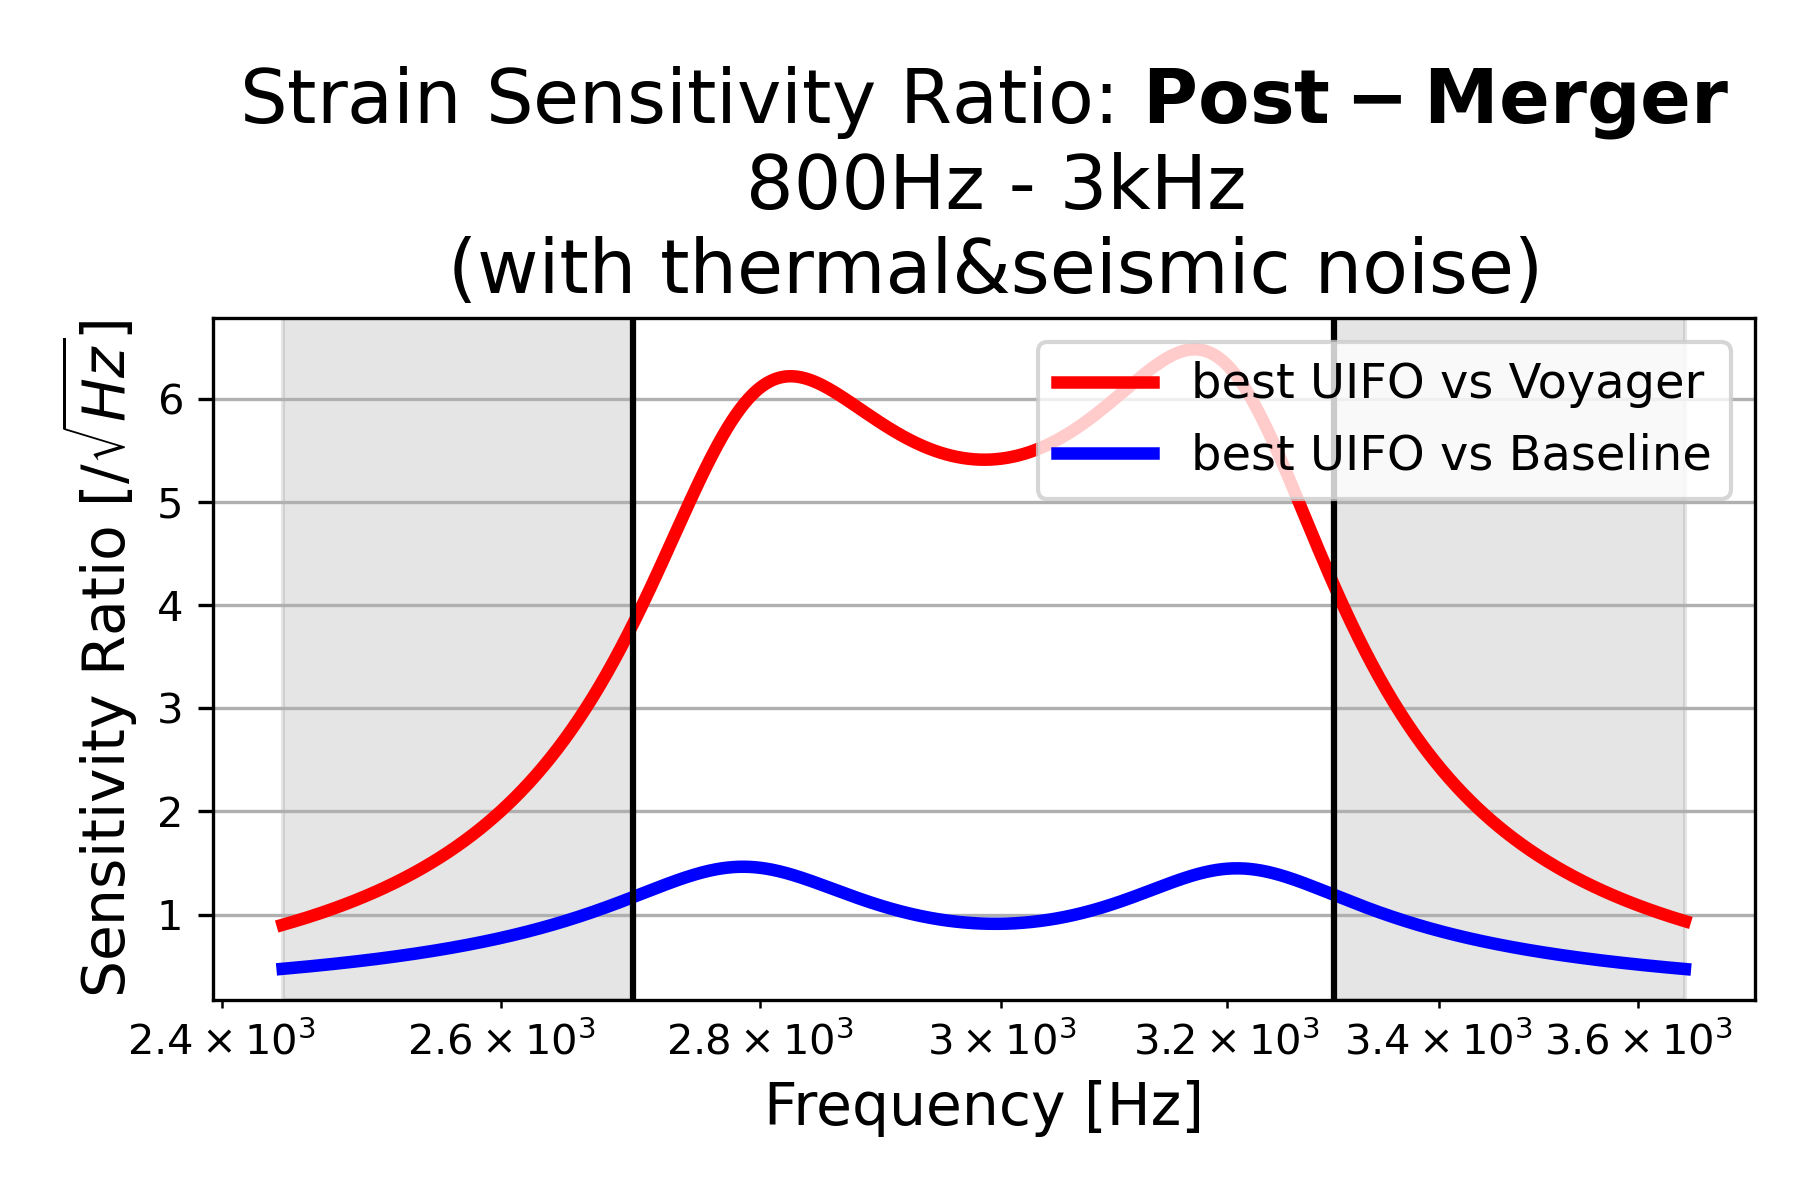 Strain Sensitivity Ratio: Post − Merger
800Hz - 3kHz
(with thermal&seismic noise)
Sensitivity Ratio [/√Hz]
6
5
4
3
2
1
best UIFO vs Voyager
best UIFO vs Baseline
2.4 × 10³ 2.6 × 10³ 2.8 × 10³ 3 × 10³ 3.2 × 10³ 3.4 × 10³ 3.6 × 10³
Frequency [Hz]